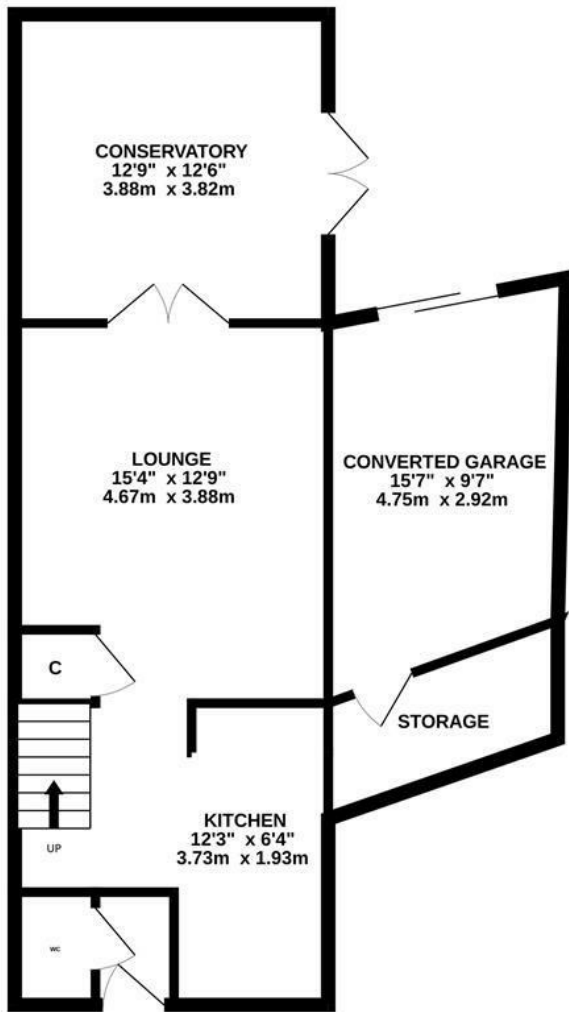 CONSERVATORY
12'9" x 12'6"
3.88m x 3.82m
LOUNGE
15'4" x 12'9"
4.67m x 3.88m
CONVERTED GARAGE
15'7" x 9'7"
4.75m x 2.92m
C
STORAGE
KITCHEN
12'3" x 6'4"
3.73m x 1.93m
UP
WC